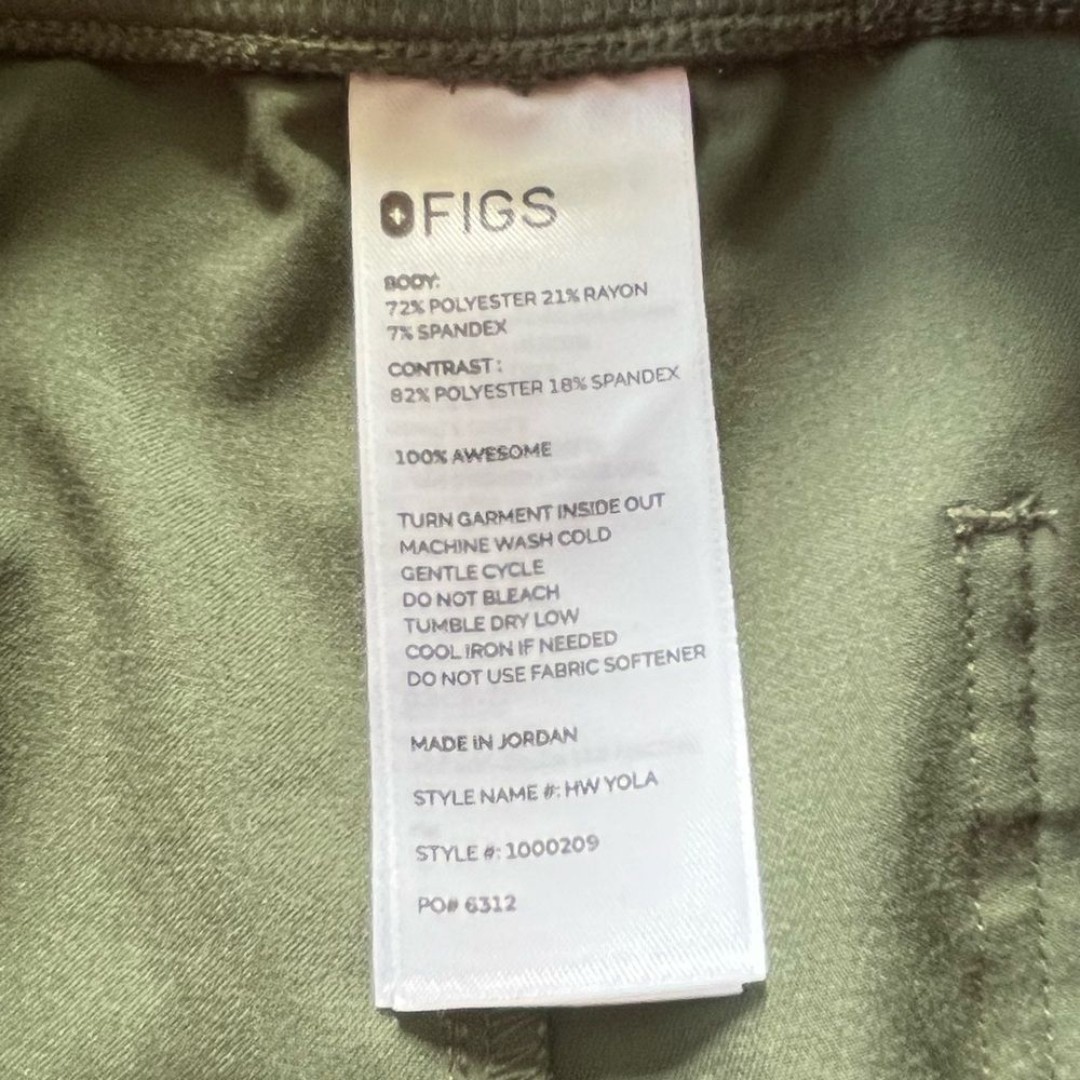 FIGS
BODY:
72% POLYESTER 21% RAYON
7% SPANDEX
CONTRAST:
82% POLYESTER 18% SPANDEX
100% AWESOME
TURN GARMENT INSIDE OUT
MACHINE WASH COLD
GENTLE CYCLE
DO NOT BLEACH
TUMBLE DRY LOW
COOL IRON IF NEEDED
DO NOT USE FABRIC SOFTENER
MADE IN JORDAN
STYLE NAME #: HW YOLA
STYLE #: 1000209
PO# 6312